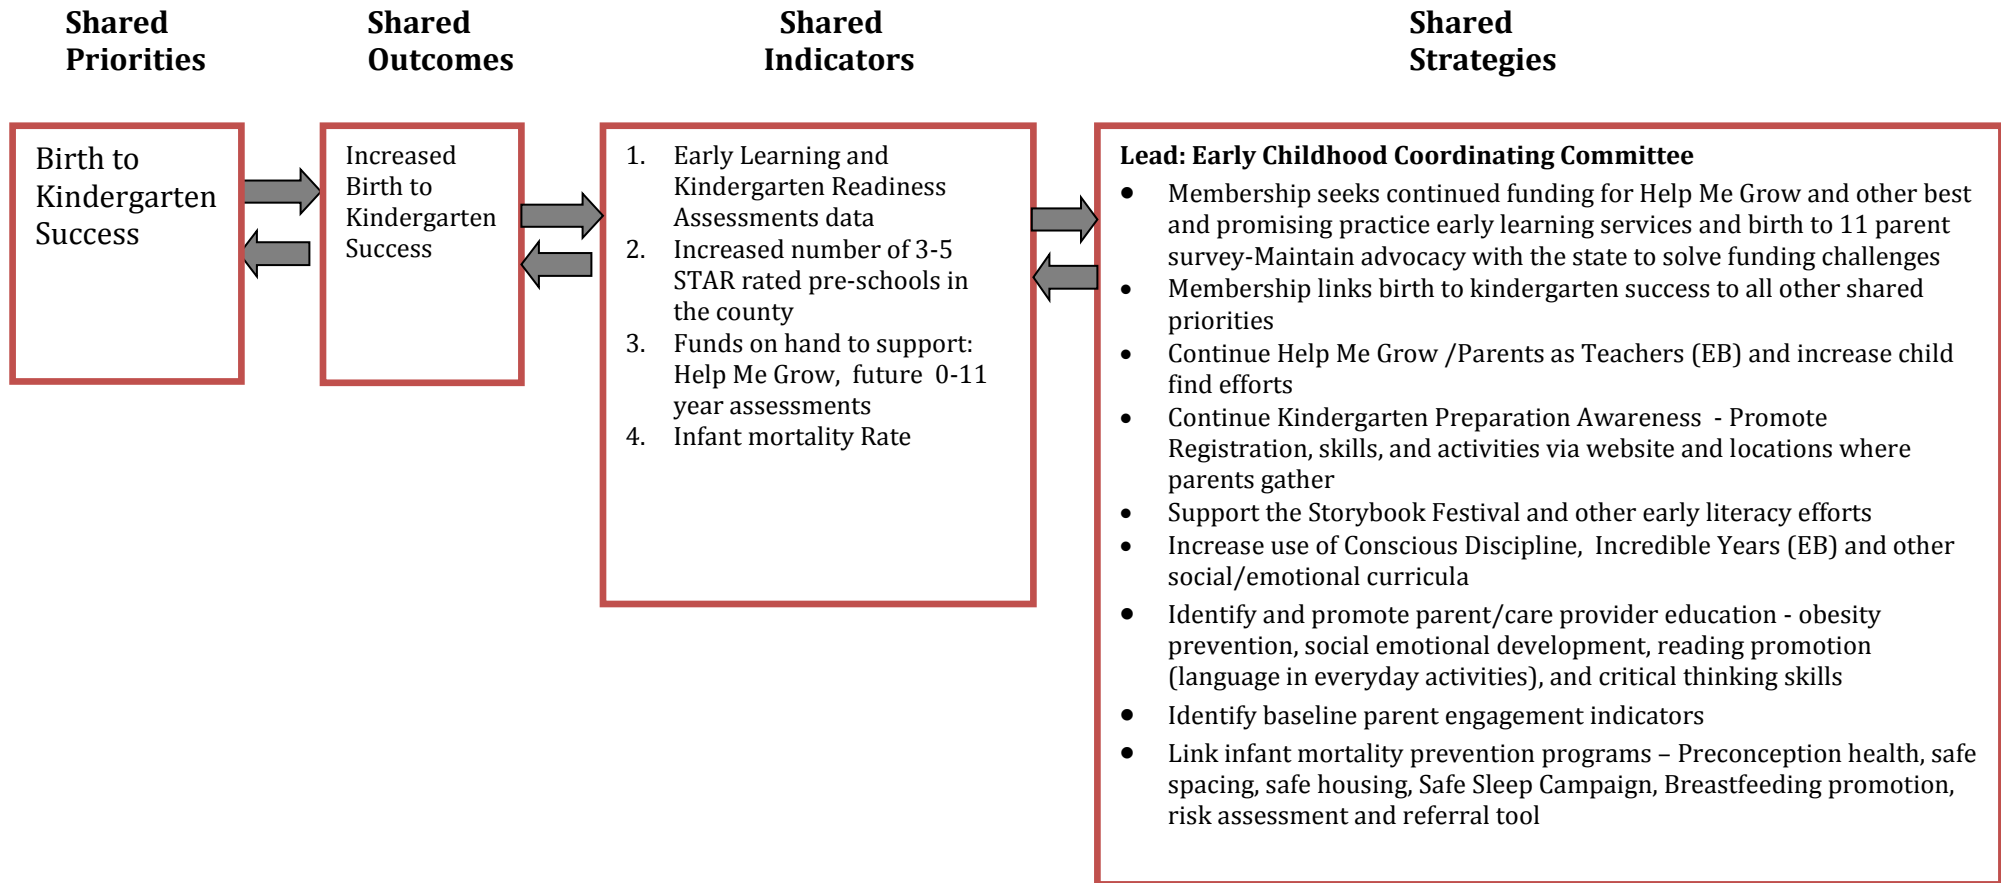 Shared
Priorities
Shared
Outcomes
Shared
Indicators
Shared
Strategies
Birth to
Kindergarten
Success
Increased
Birth to
Kindergarten
Success
1. Early Learning and
Kindergarten Readiness
Assessments data
2. Increased number of 3-5
STAR rated pre-schools in
the county
3. Funds on hand to support:
Help Me Grow, future 0-11
year assessments
4. Infant mortality Rate
Lead: Early Childhood Coordinating Committee
• Membership seeks continued funding for Help Me Grow and other best
and promising practice early learning services and birth to 11 parent
survey-Maintain advocacy with the state to solve funding challenges
• Membership links birth to kindergarten success to all other shared
priorities
• Continue Help Me Grow /Parents as Teachers (EB) and increase child
find efforts
• Continue Kindergarten Preparation Awareness - Promote
Registration, skills, and activities via website and locations where
parents gather
• Support the Storybook Festival and other early literacy efforts
• Increase use of Conscious Discipline, Incredible Years (EB) and other
social/emotional curricula
• Identify and promote parent/care provider education - obesity
prevention, social emotional development, reading promotion
(language in everyday activities), and critical thinking skills
• Identify baseline parent engagement indicators
• Link infant mortality prevention programs – Preconception health, safe
spacing, safe housing, Safe Sleep Campaign, Breastfeeding promotion,
risk assessment and referral tool